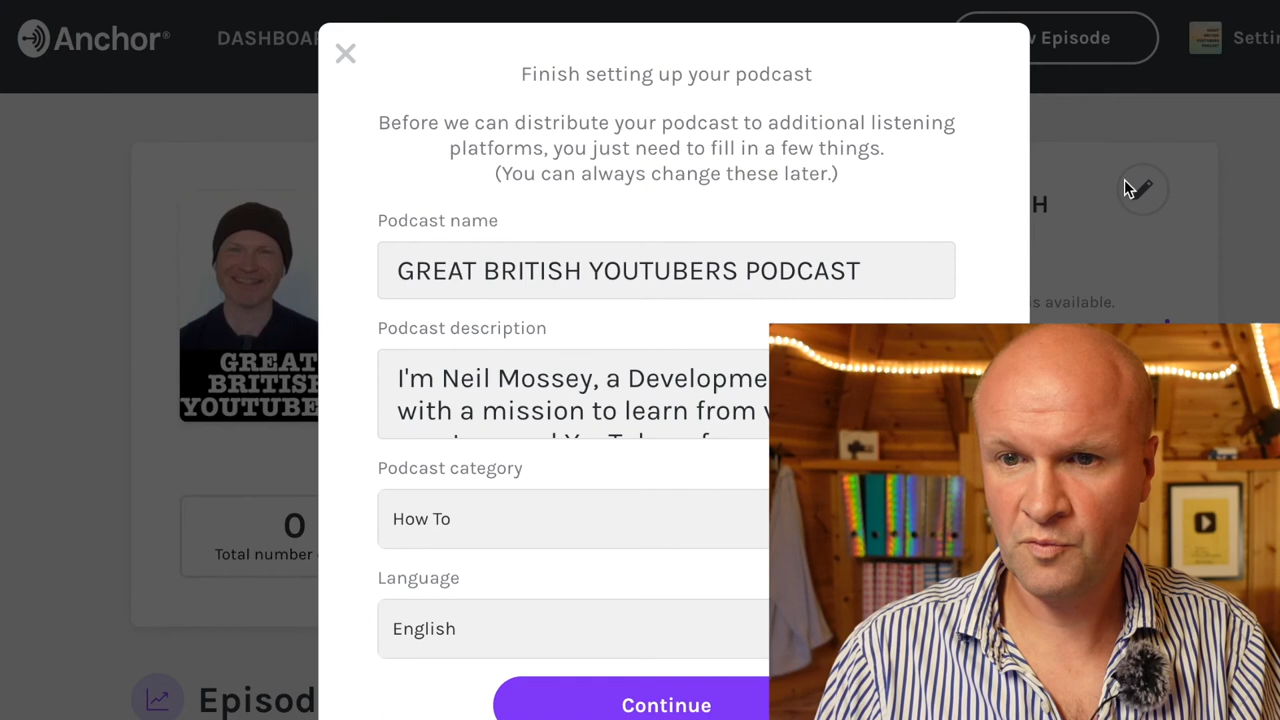 Anchor®
DASHBOA
Episode
Settin
Finish setting up your podcast
Before we can distribute your podcast to additional listening
platforms, you just need to fill in a few things.
(You can always change these later.)
Podcast name
GREAT BRITISH YOUTUBERS PODCAST
H
s available.
Podcast description
I'm Neil Mossey, a Developme
with a mission to learn from
GREAT
BRITISH
YOUTUBE
Podcast category
How To
0
Total number
Language
English
Continue
Episod